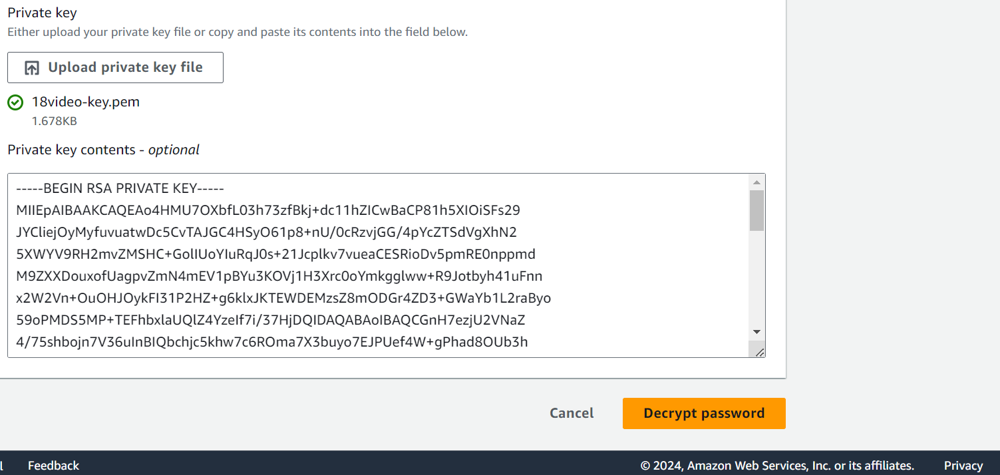 Private key
Either upload your private key file or copy and paste its contents into the field below.
Upload private key file
18video-key.pem
1.678KB
Private key contents - optional
-----BEGIN RSA PRIVATE KEY-----
MIIEpAIBAAKCAQEAo4HMU7OXbfL03h73zfBkj+dc11hZICwBaCP81h5XIOiSFs29
JYCliejOyMyfuvuatwDc5CvTAJGC4HSyO61p8+nU/0cRzvjGG/4pYcZTSdVgXhN2
5XWYV9RH2mvZMSHC+GolIUoYIuRqJ0s+21Jcplkv7vueaCESRioDv5pmRE0nppmd
M9ZXXDouxofUagpvZmN4mEV1pBYu3KOVj1H3Xrc0oYmkgglww+R9Jotbyh41uFnn
x2W2Vn+OuOHJOykFI31P2HZ+g6klxJKTEWDEMzsZ8mODGr4ZD3+GWaYb1L2raByo
59oPMDS5MP+TEFhbxlaUQlZ4YzeIf7i/37HjDQIDAQABAoIBAQCGnH7ezjU2VNaZ
4/75shbojn7V36uInBIQbchjc5khw7c6ROma7X3buyo7EJPUef4W+gPhad8OUb3h
Cancel
Decrypt password
Feedback
© 2024, Amazon Web Services, Inc. or its affiliates.
Privacy